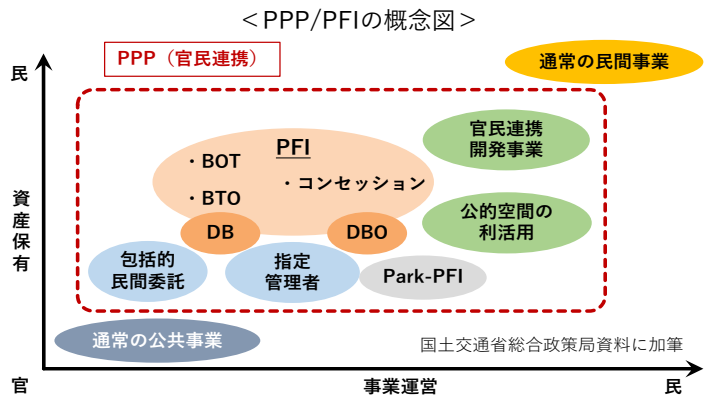 ＜PPP/PFIの概念図＞
PPP（官民連携）
通常の民間事業
民
PFI
・BOT
・コンセッション
・BTO
官民連携
開発事業
資産保有
DB
DBO
公的空間の
利活用
包括的
民間委託
指定
管理者
Park-PFI
通常の公共事業
国土交通省総合政策局資料に加筆
官
事業運営
民